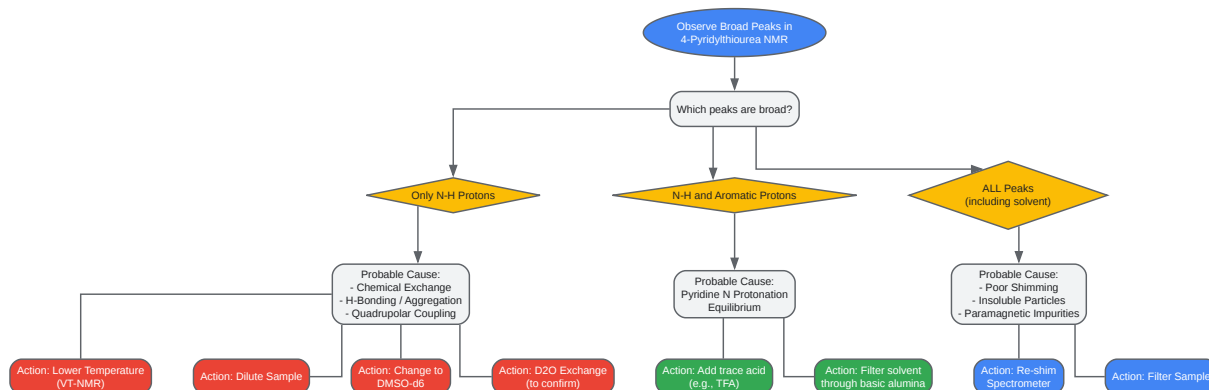 Observe Broad Peaks in
4-Pyridylthiourea NMR
Which peaks are broad?
Only N-H Protons
N-H and Aromatic Protons
ALL Peaks
(including solvent)
Probable Cause:
- Chemical Exchange
- H-Bonding / Aggregation
- Quadrupolar Coupling
Probable Cause:
Pyridine N Protonation
Equilibrium
Probable Cause:
- Poor Shimming
- Insoluble Particles
- Paramagnetic Impurities
Action: Lower Temperature
(VT-NMR)
Action: Dilute Sample
Action: Change to
DMSO-d6
Action: D2O Exchange
(to confirm)
Action: Add trace acid
(e.g., TFA)
Action: Filter solvent
through basic alumina
Action: Re-shim
Spectrometer
Action: Filter Sample